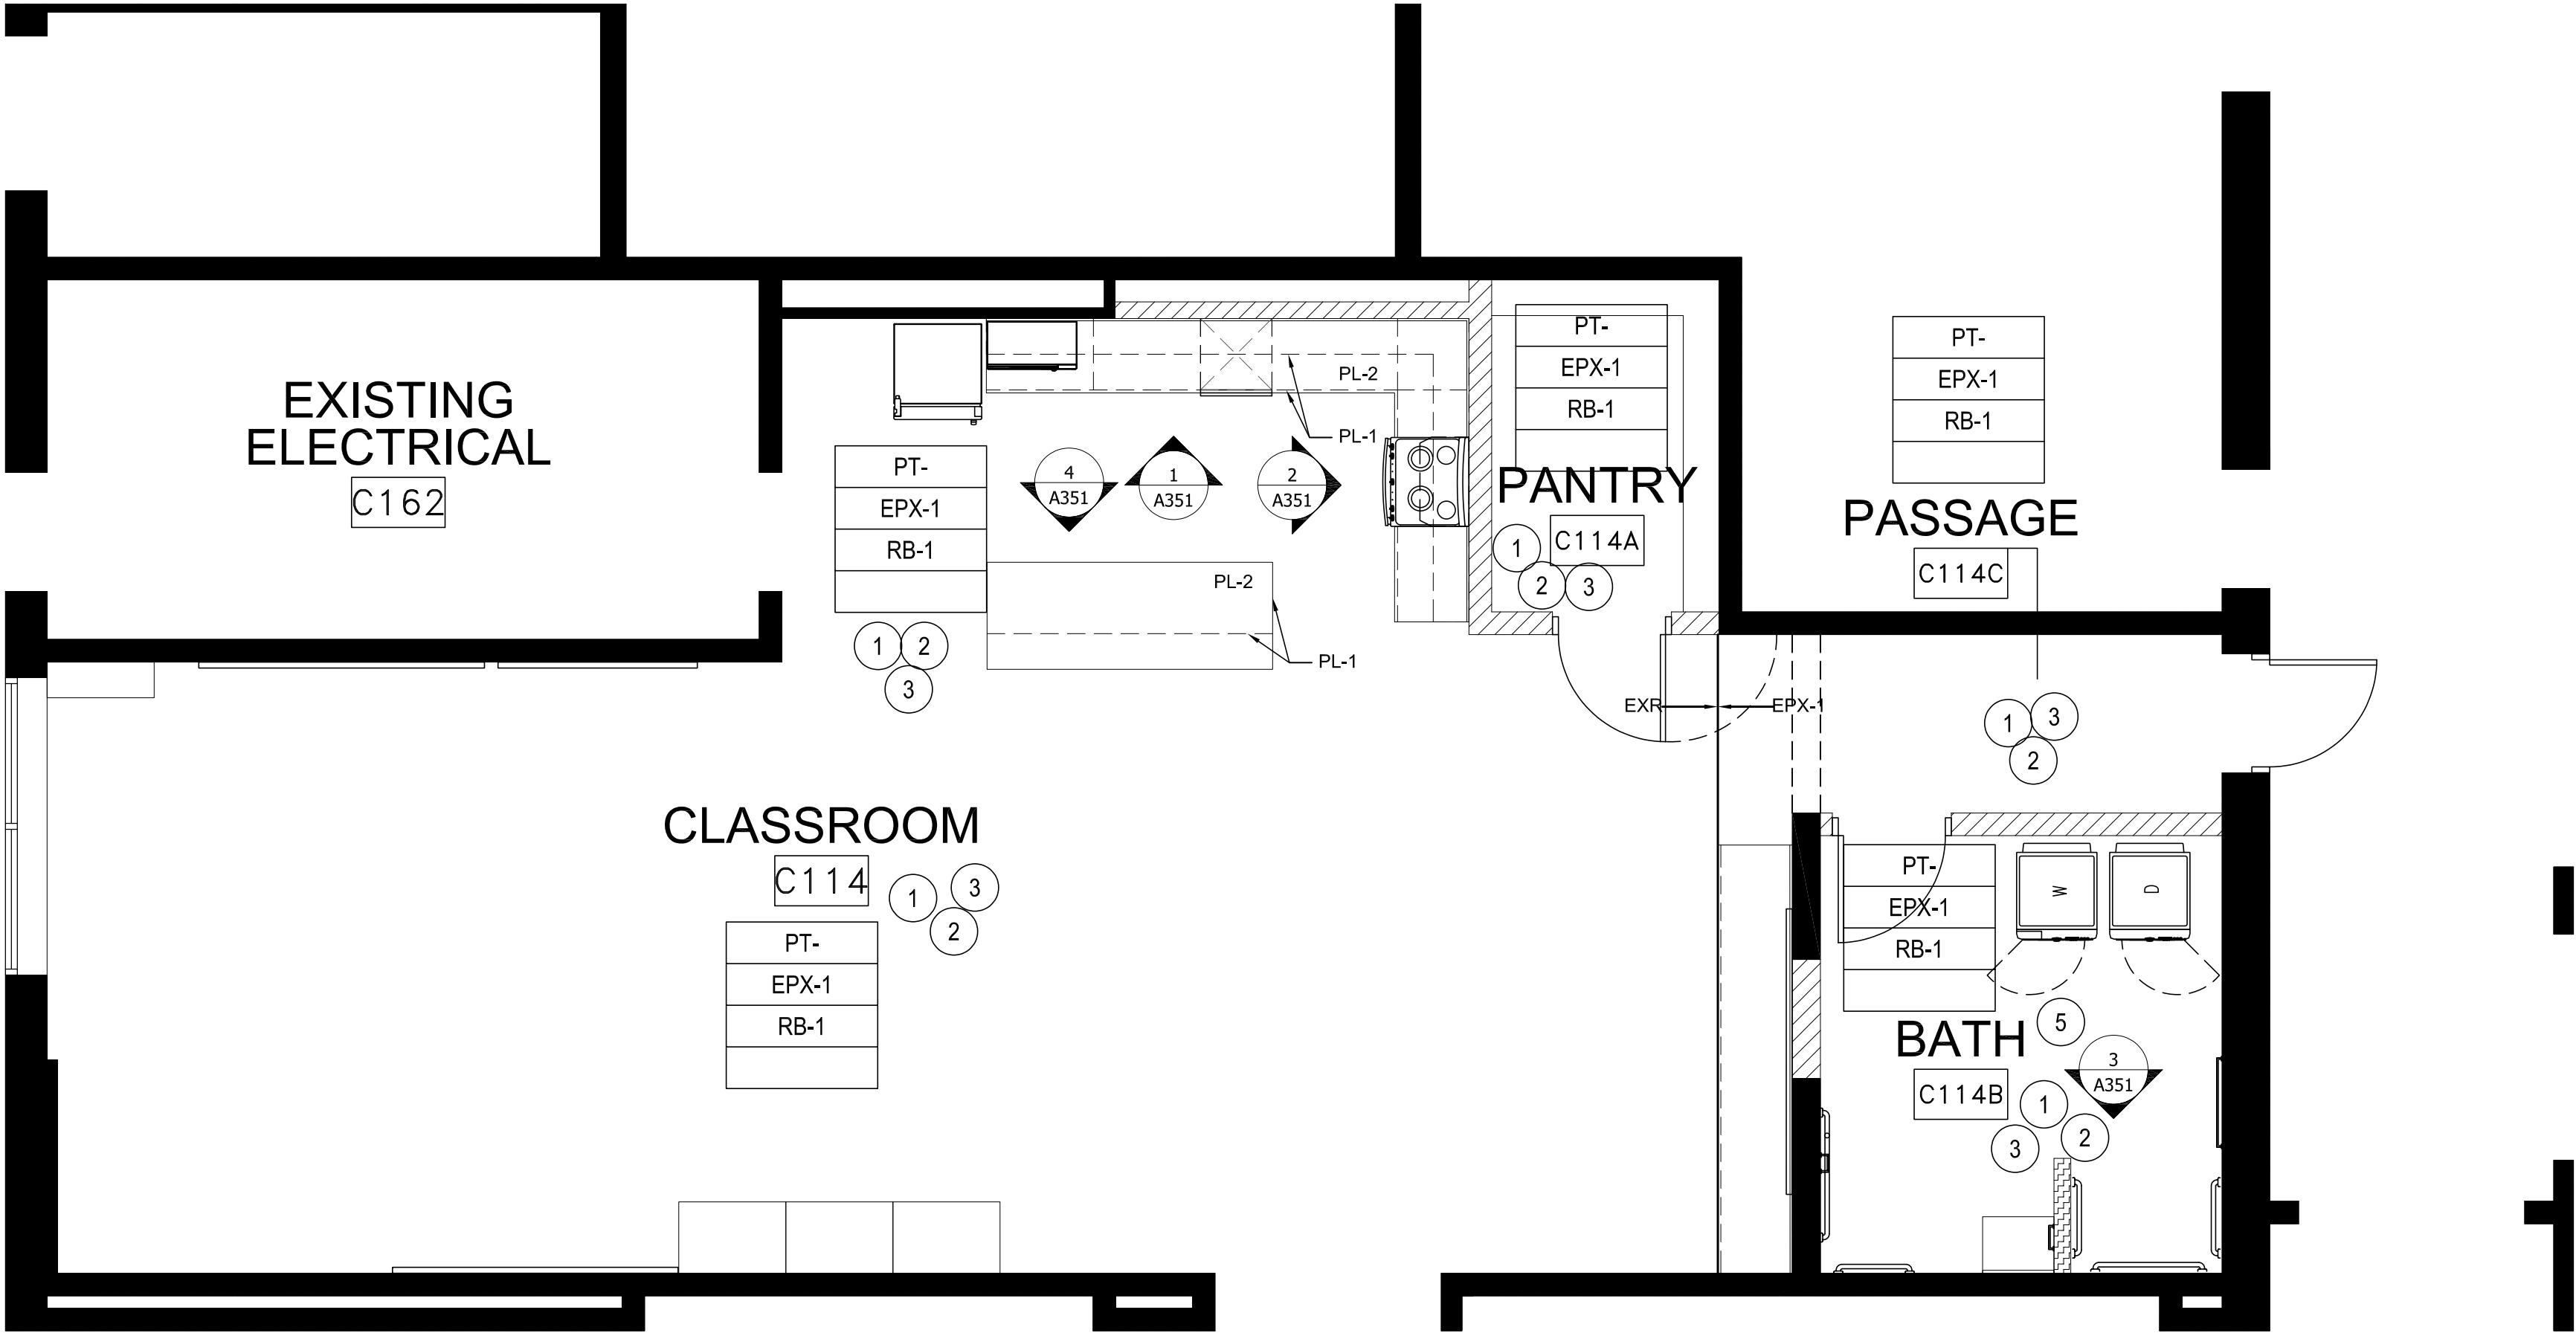 EXISTING
ELECTRICAL
C162
PT-
EPX-1
RB-1
4
A351
1
A351
2
A351
PL-2
PL-1
PL-2
PL-1
1
2
3
PT-
EPX-1
RB-1
PANTRY
C114A
1
2
3
PT-
EPX-1
RB-1
PASSAGE
C114C
1
3
2
EXR
EPX-1
CLASSROOM
C114
1
3
2
PT-
EPX-1
RB-1
PT-
EPX-1
RB-1
W
D
5
BATH
C114B
3
A351
1
2
3